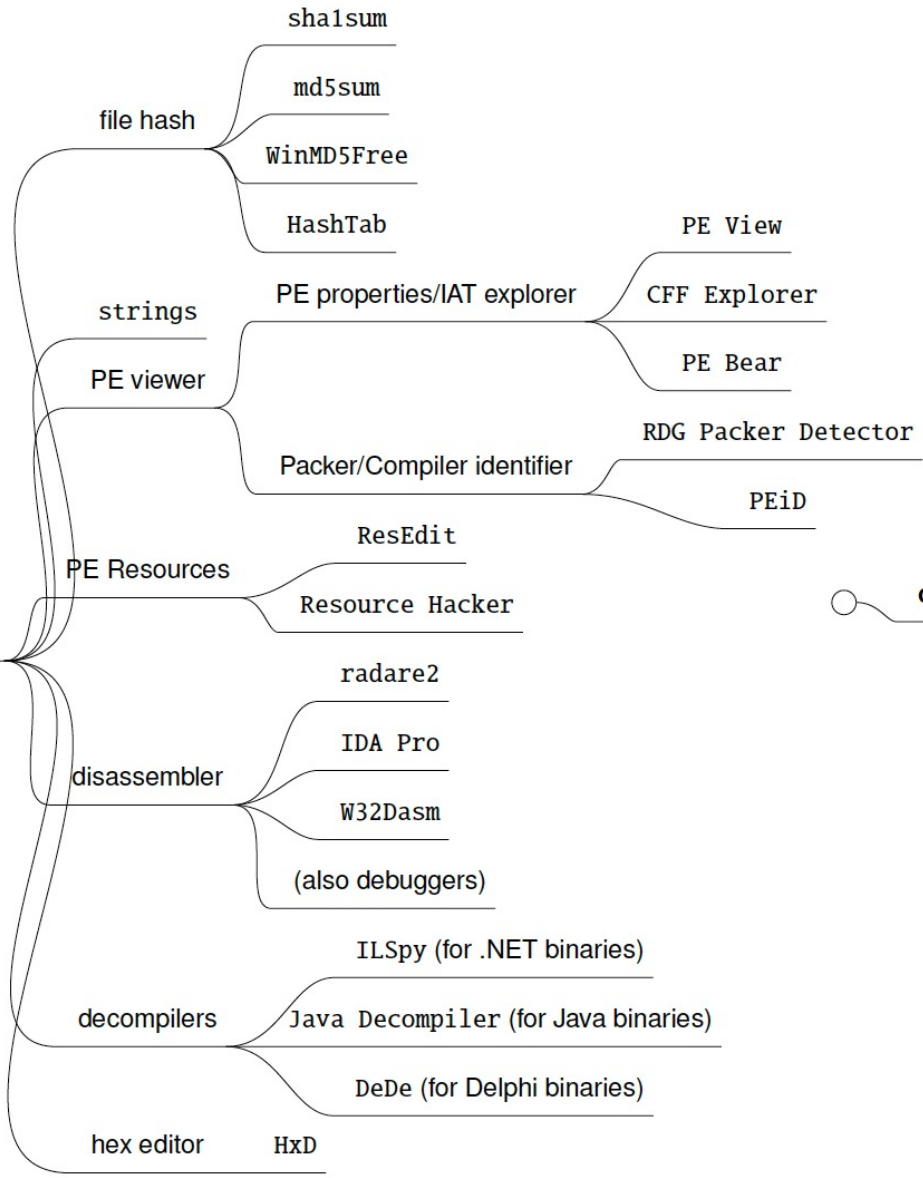 sha1sum
md5sum
file hash
WinMD5Free
HashTab
PE View
PE properties/IAT explorer
CFF Explorer
strings
PE Bear
PE viewer
RDG Packer Detector
Packer/Compiler identifier
PEiD
ResEdit
PE Resources
Resource Hacker
radare2
IDA Pro
disassembler
W32Dasm
(also debuggers)
ILSpy (for .NET binaries)
decompilers
Java Decompiler (for Java binaries)
DeDe (for Delphi binaries)
hex editor HxD